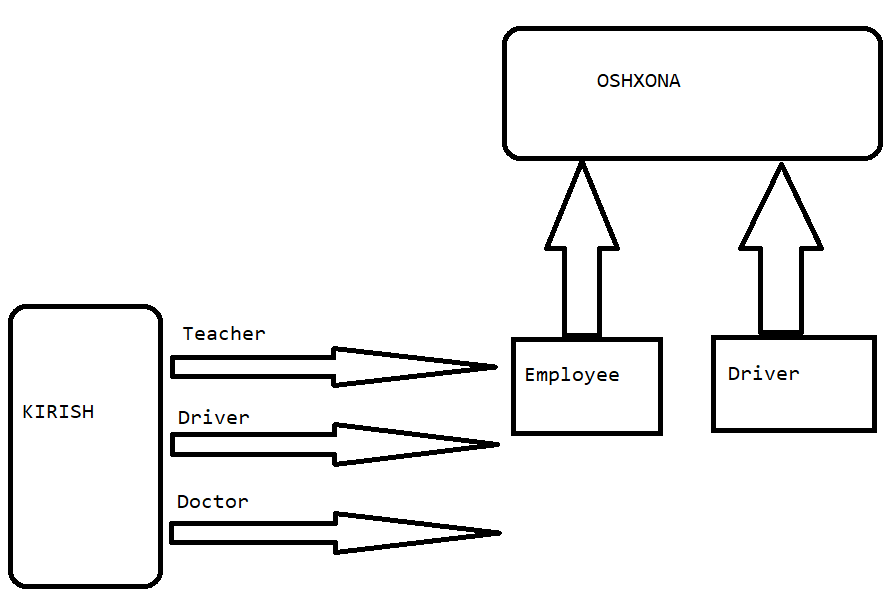 OSHXONA
Teacher
Employee
Driver
KIRISH
Driver
Doctor